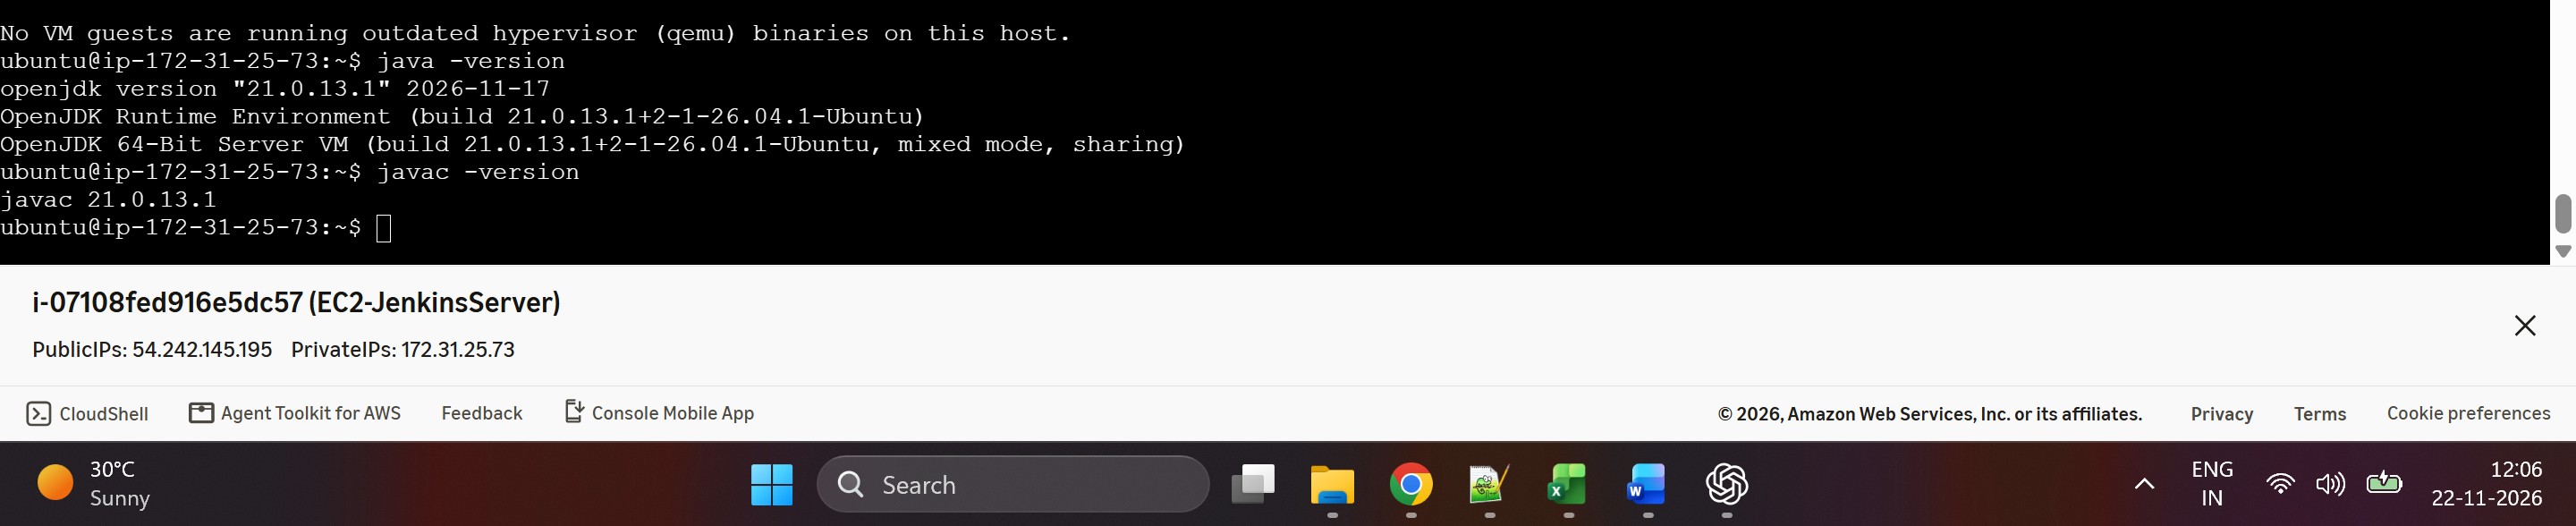 No VM guests are running outdated hypervisor (qemu) binaries on this host.
ubuntu@ip-172-31-25-73:~$ java -version
openjdk version "21.0.13.1" 2026-11-17
OpenJDK Runtime Environment (build 21.0.13.1+2-1-26.04.1-Ubuntu)
OpenJDK 64-Bit Server VM (build 21.0.13.1+2-1-26.04.1-Ubuntu, mixed mode, sharing)
ubuntu@ip-172-31-25-73:~$ javac -version
javac 21.0.13.1
ubuntu@ip-172-31-25-73:~$
i-07108fed916e5dc57 (EC2-JenkinsServer)
PublicIPs: 54.242.145.195 PrivateIPs: 172.31.25.73
CloudShell Agent Toolkit for AWS Feedback Console Mobile App © 2026, Amazon Web Services, Inc. or its affiliates. Privacy Terms Cookie preferences
30°C
Sunny
Search
ENG
IN
12:06
22-11-2026